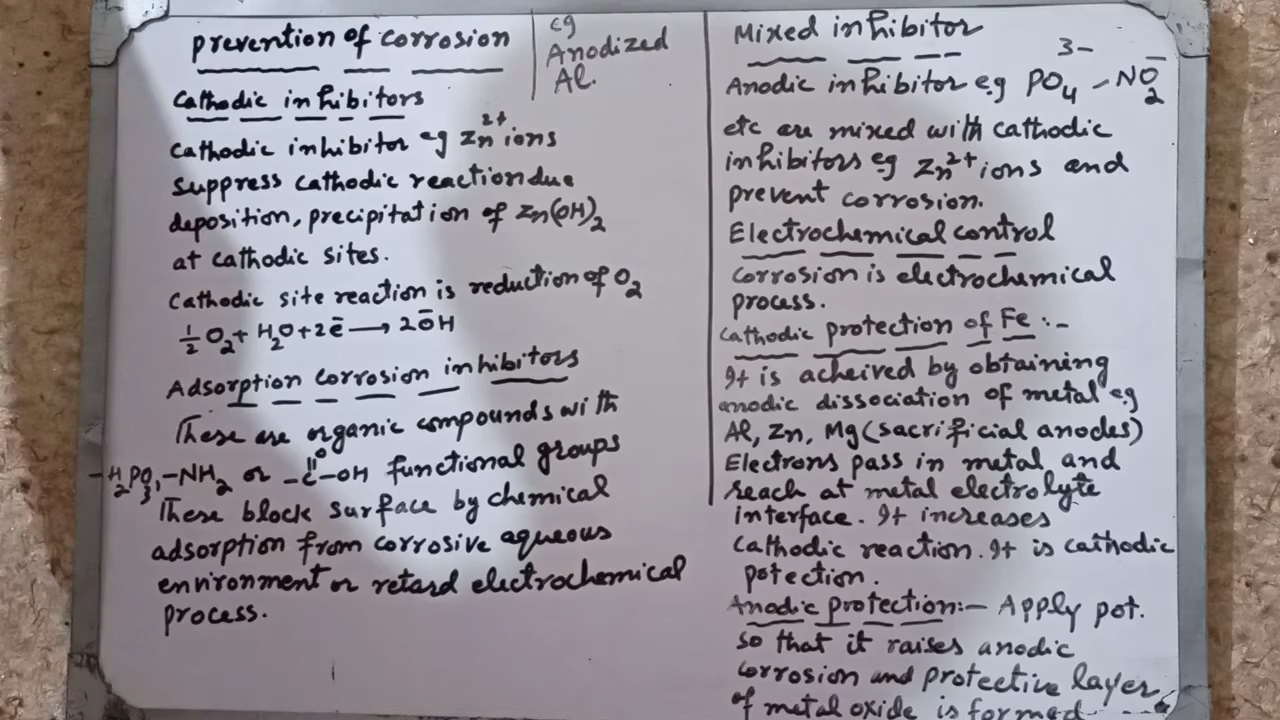 prevention of corrosion
eg
Anodized
Al.
Cathodic inhibitors
Cathodic inhibitor eg Zn²⁺ ions
suppress cathodic reaction due
deposition, precipitation of Zn(OH)₂
at cathodic sites.
Cathodic site reaction is reduction of O₂
½ O₂ + H₂O + 2ē → 2ŌH
Adsorption corrosion inhibitors
These are organic compounds with
-H₂PO₃, -NH₂ or -C(=O)-OH functional groups
These block surface by chemical
adsorption from corrosive aqueous
environment or retard electrochemical
process.
Mixed inhibitor
Anodic inhibitor e.g PO₄³⁻, NO₂⁻
etc are mixed with cathodic
inhibitors eg Zn²⁺ ions and
prevent corrosion.
Electrochemical control
Corrosion is electrochemical
process.
Cathodic protection of Fe :-
It is acheived by obtaining
anodic dissociation of metal e.g
Al, Zn, Mg (sacrificial anodes)
Electrons pass in metal and
reach at metal electrolyte
interface. It increases
cathodic reaction. It is cathodic
potection.
Anodic protection:- Apply pot.
so that it raises anodic
corrosion and protective layer
of metal oxide is formed